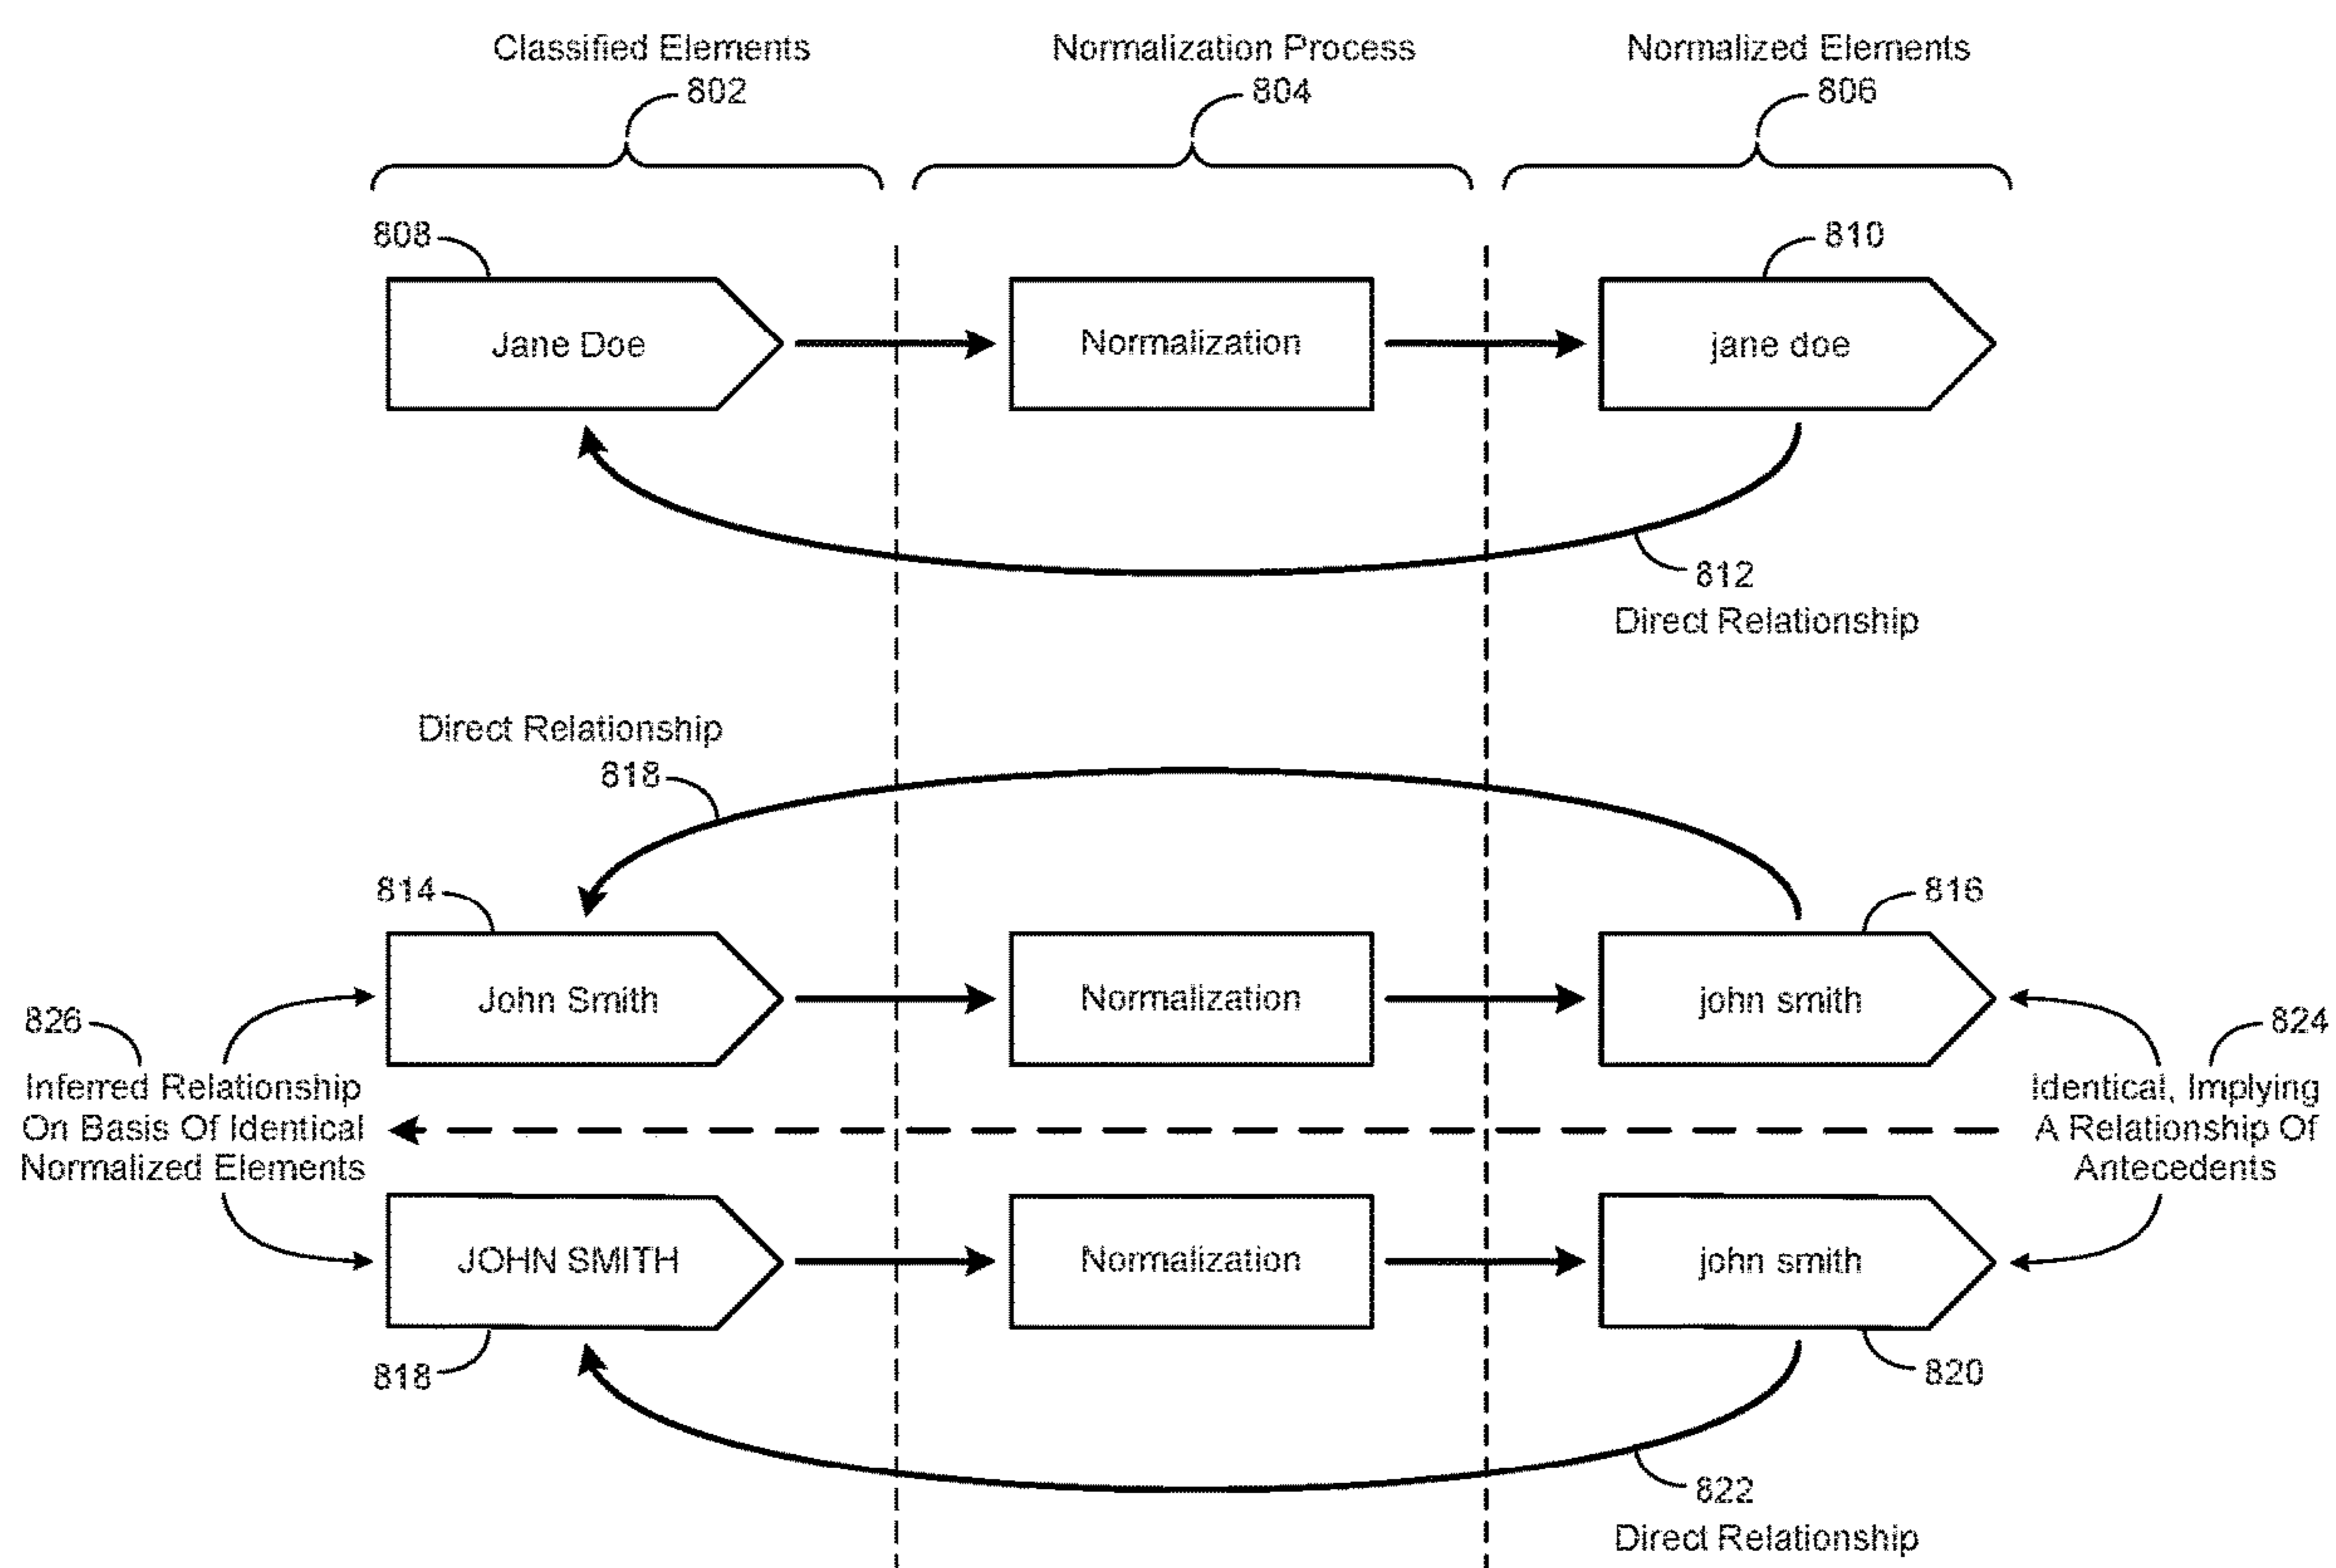 Classified Elements
802
Normalization Process
804
Normalized Elements
806
808
810
Jane Doe
Normalization
jane doe
812
Direct Relationship
Direct Relationship
818
814
816
John Smith
Normalization
john smith
826
Inferred Relationship
On Basis Of Identical
Normalized Elements
824
Identical, Implying
A Relationship Of
Antecedents
JOHN SMITH
Normalization
john smith
818
820
822
Direct Relationship